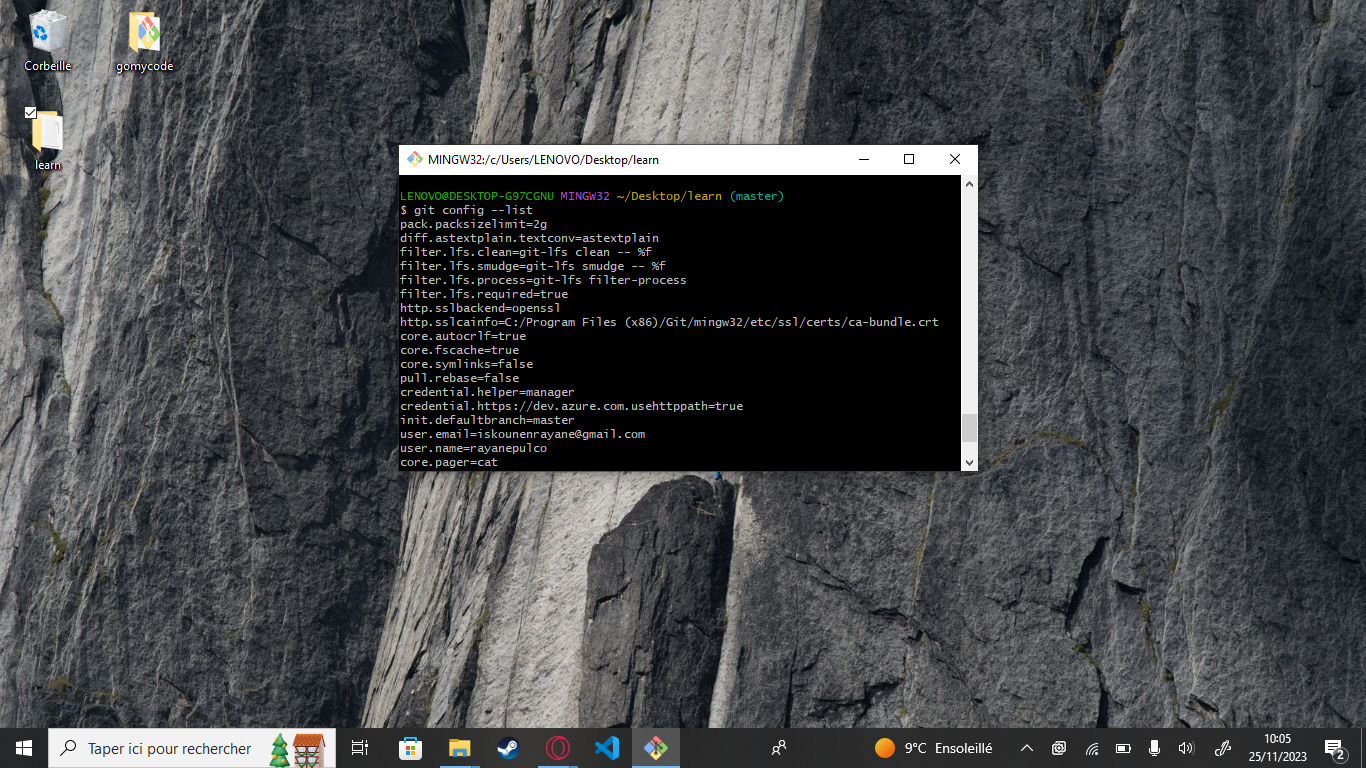 Corbeille
gomycode
learn
MINGW32:/c/Users/LENOVO/Desktop/learn
LENOVO@DESKTOP-G97CGNU MINGW32 ~/Desktop/learn (master)
$ git config --list
pack.packsizelimit=2g
diff.astextplain.textconv=astextplain
filter.lfs.clean=git-lfs clean -- %f
filter.lfs.smudge=git-lfs smudge -- %f
filter.lfs.process=git-lfs filter-process
filter.lfs.required=true
http.sslbackend=openssl
http.sslcainfo=C:/Program Files (x86)/Git/mingw32/etc/ssl/certs/ca-bundle.crt
core.autocrlf=true
core.fscache=true
core.symlinks=false
pull.rebase=false
credential.helper=manager
credential.https://dev.azure.com.usehttppath=true
init.defaultbranch=master
user.email=iskounenrayane@gmail.com
user.name=rayanepulco
core.pager=cat
Taper ici pour rechercher
9°C Ensoleillé
10:05
25/11/2023
2